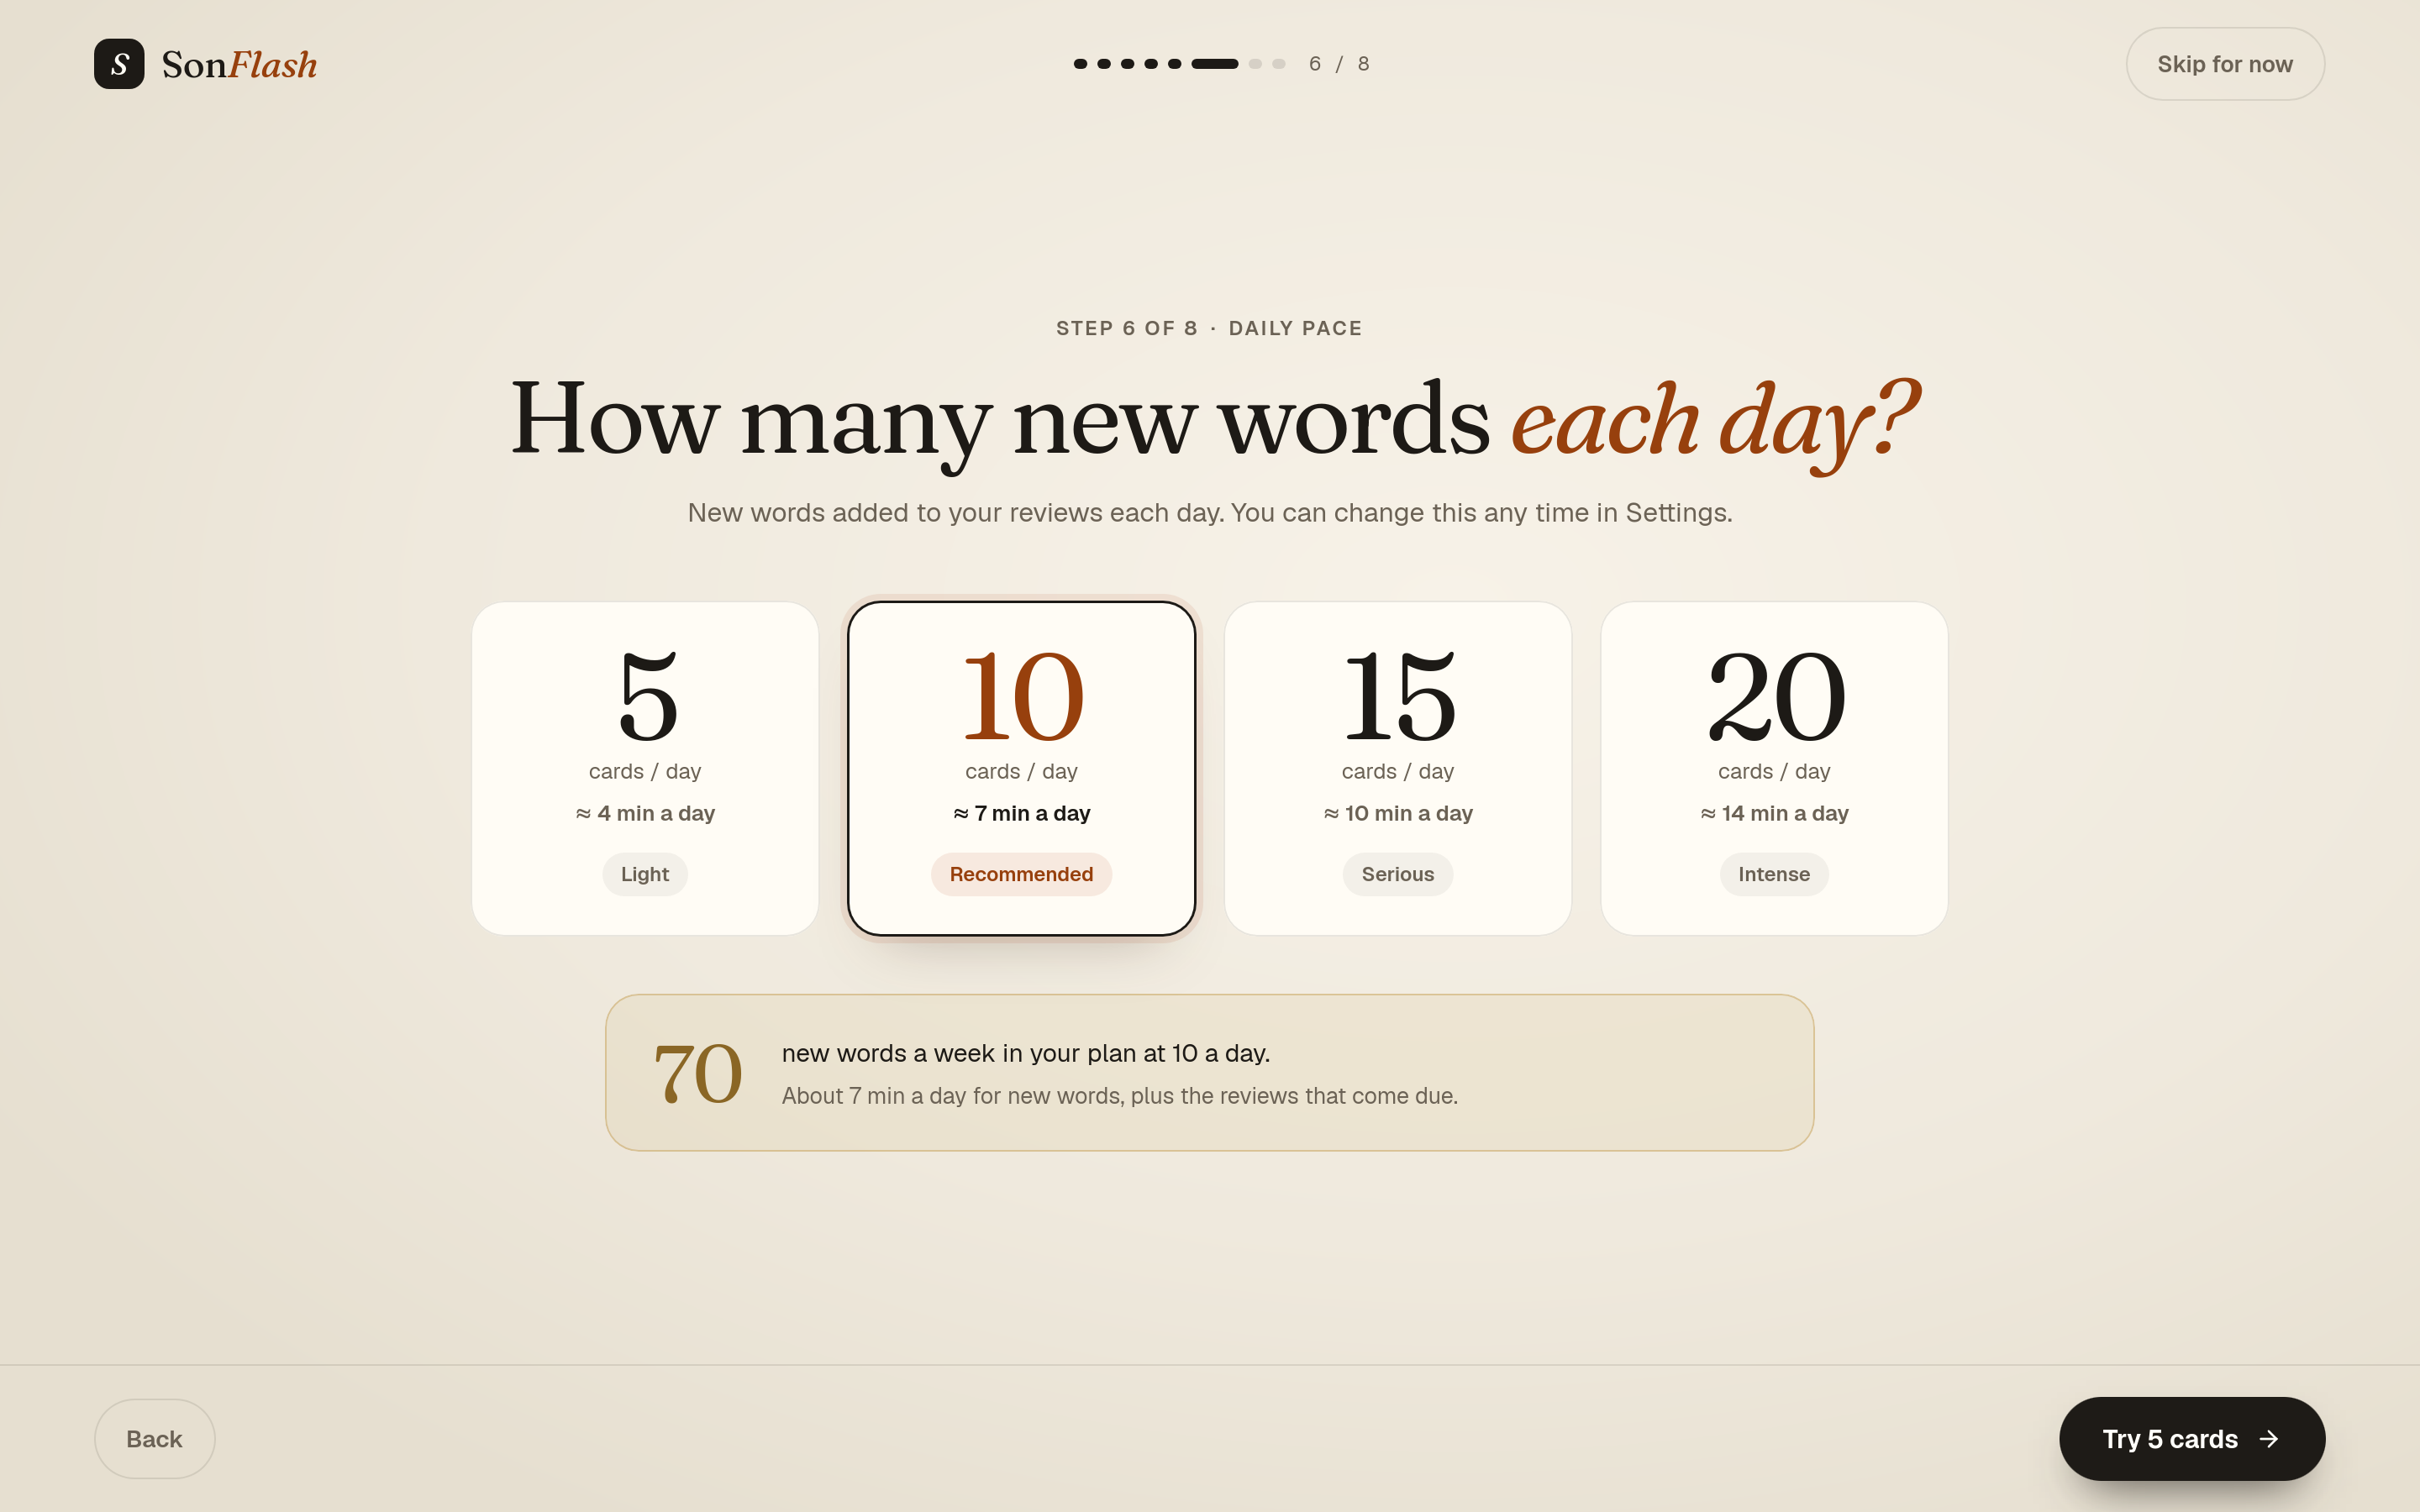 S SonFlash
6 / 8
Skip for now
STEP 6 OF 8 · DAILY PACE
How many new words each day?
New words added to your reviews each day. You can change this any time in Settings.
5
cards / day
≈ 4 min a day
Light
10
cards / day
≈ 7 min a day
Recommended
15
cards / day
≈ 10 min a day
Serious
20
cards / day
≈ 14 min a day
Intense
70
new words a week in your plan at 10 a day.
About 7 min a day for new words, plus the reviews that come due.
Back
Try 5 cards →